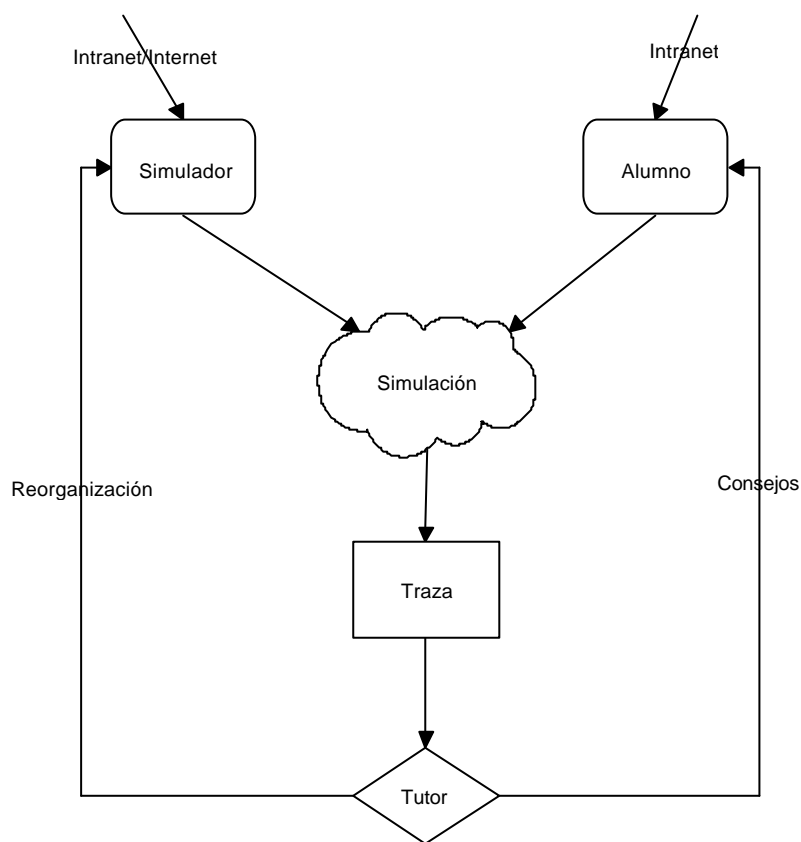 Intranet/Internet
Intranet
Simulador
Alumno
Simulación
Reorganización
Consejos
Traza
Tutor